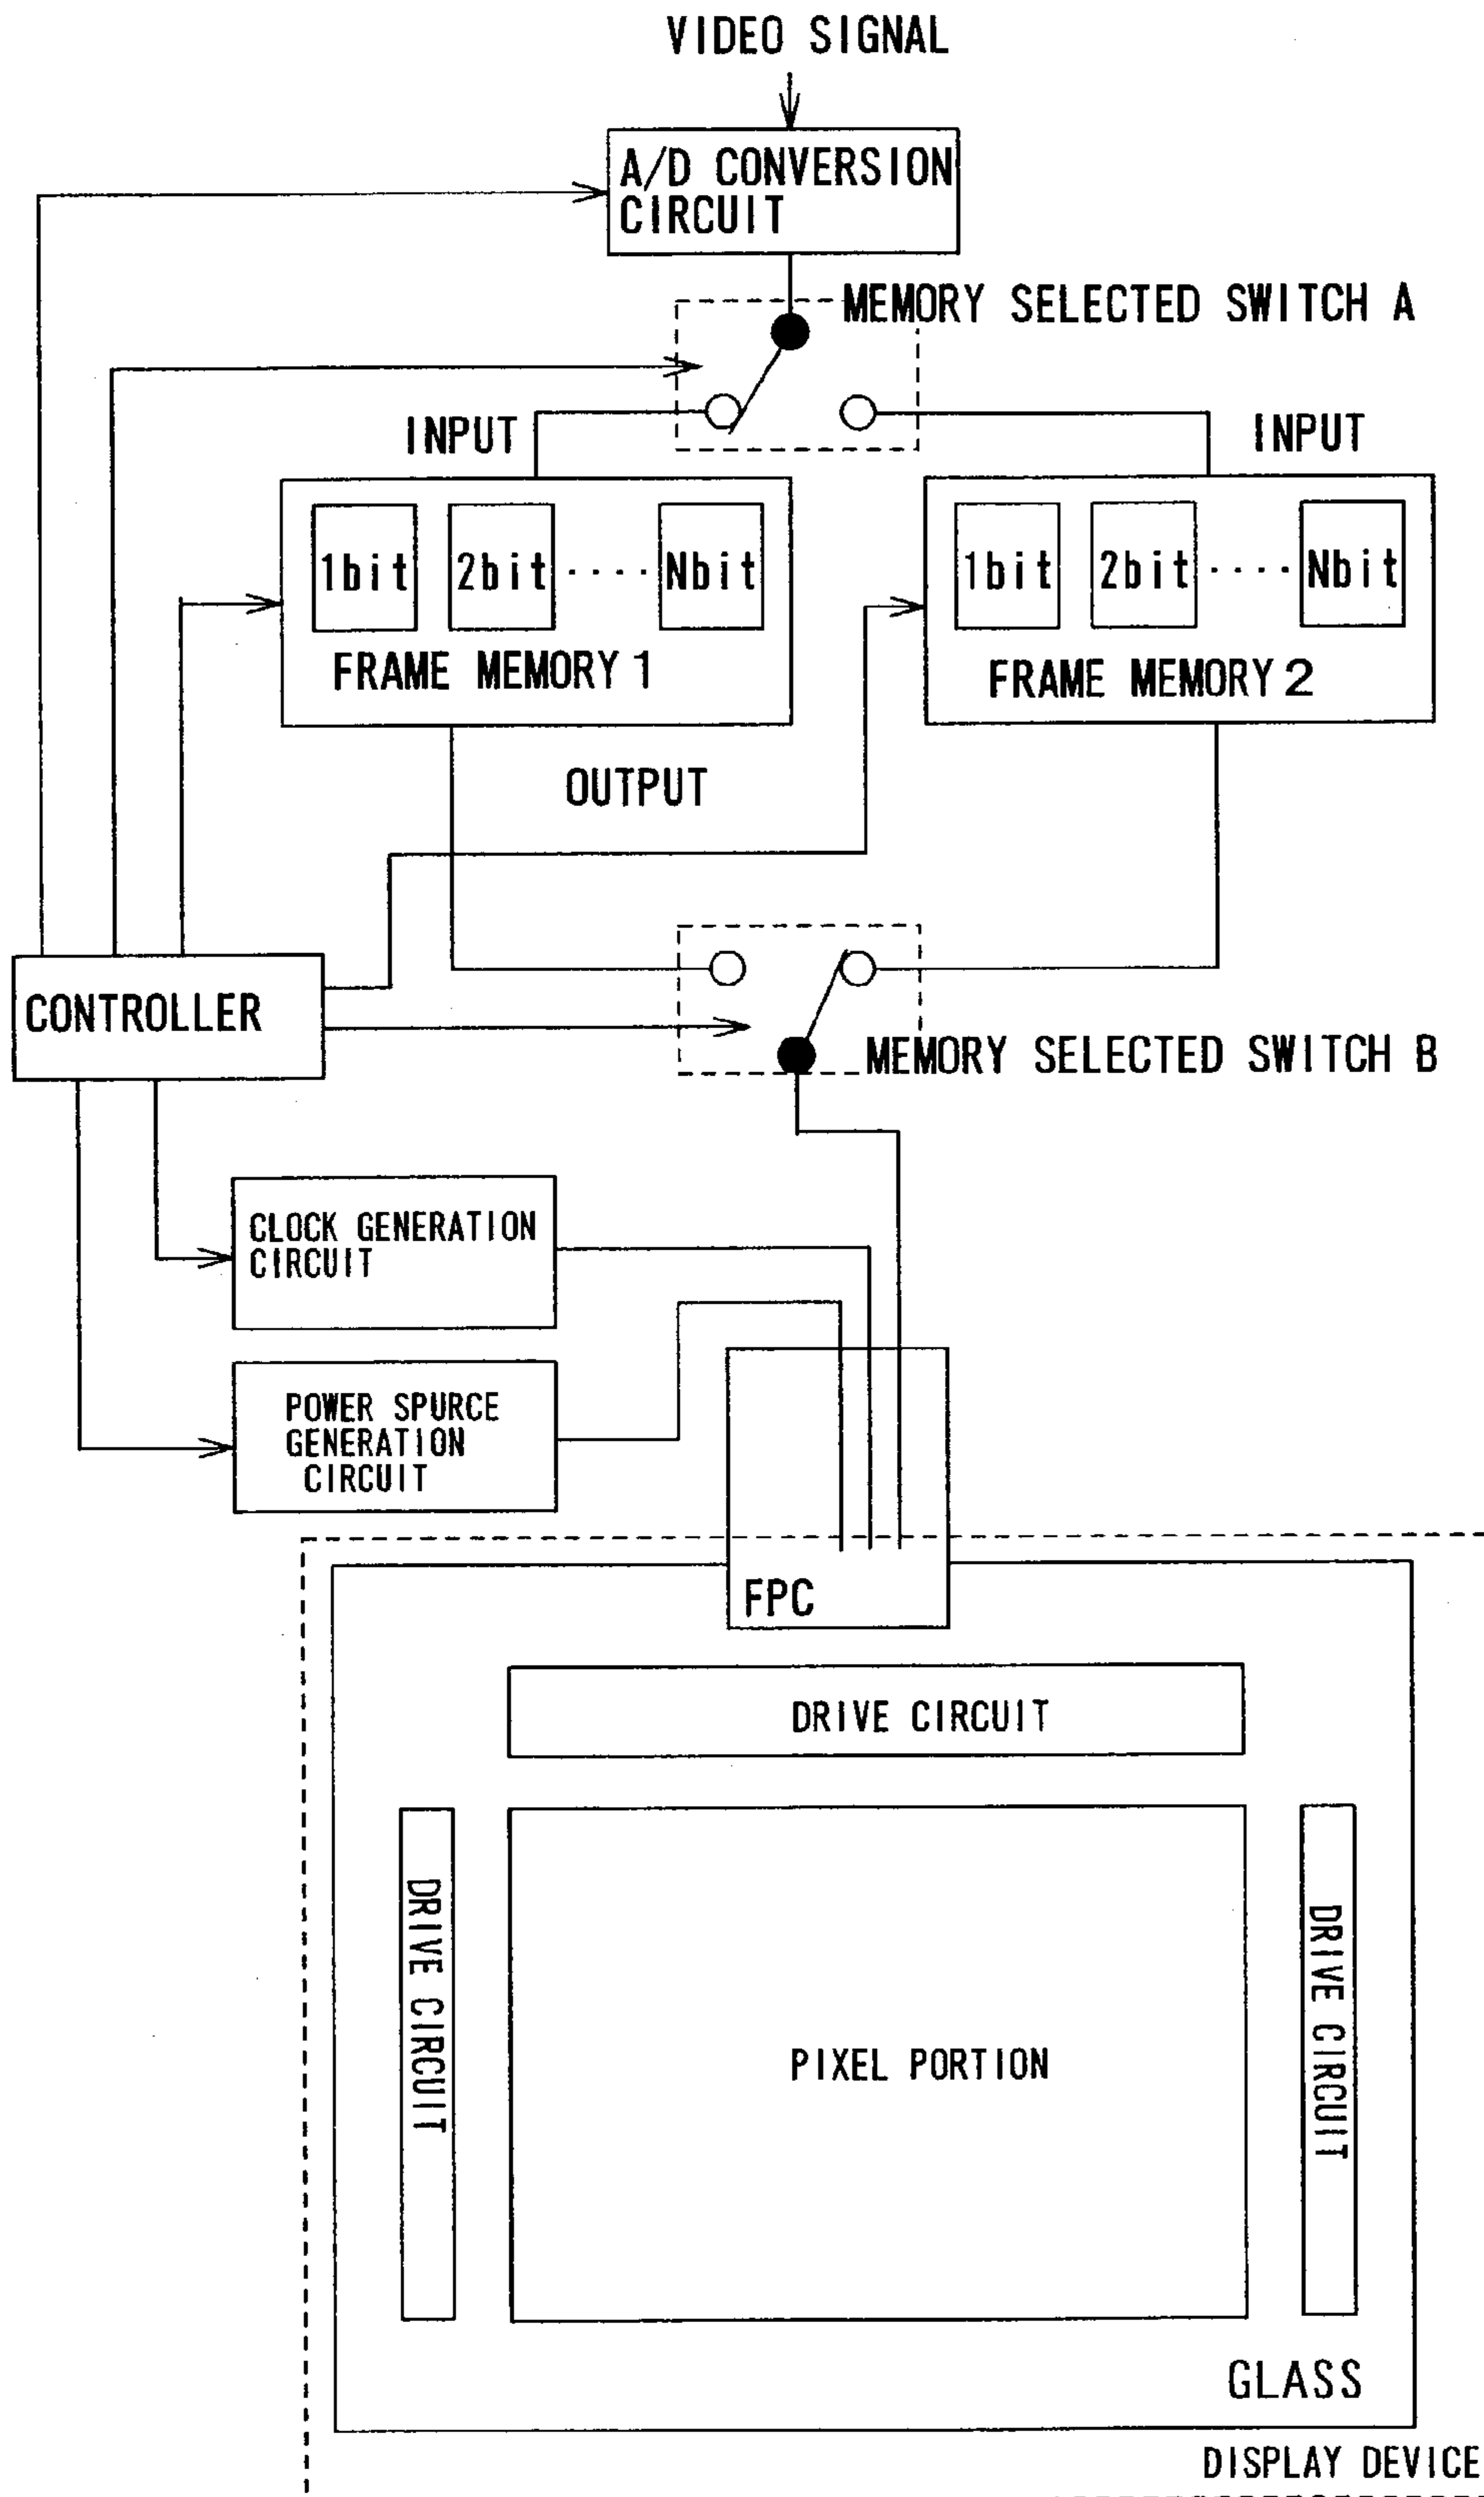 VIDEO SIGNAL
A/D CONVERSION
CIRCUIT
MEMORY SELECTED SWITCH A
INPUT
INPUT
1bit 2bit ···· Nbit
FRAME MEMORY 1
1bit 2bit ···· Nbit
FRAME MEMORY 2
OUTPUT
CONTROLLER
MEMORY SELECTED SWITCH B
CLOCK GENERATION
CIRCUIT
POWER SPURCE
GENERATION
CIRCUIT
FPC
DRIVE CIRCUIT
DRIVE CIRCUIT
PIXEL PORTION
DRIVE CIRCUIT
GLASS
DISPLAY DEVICE